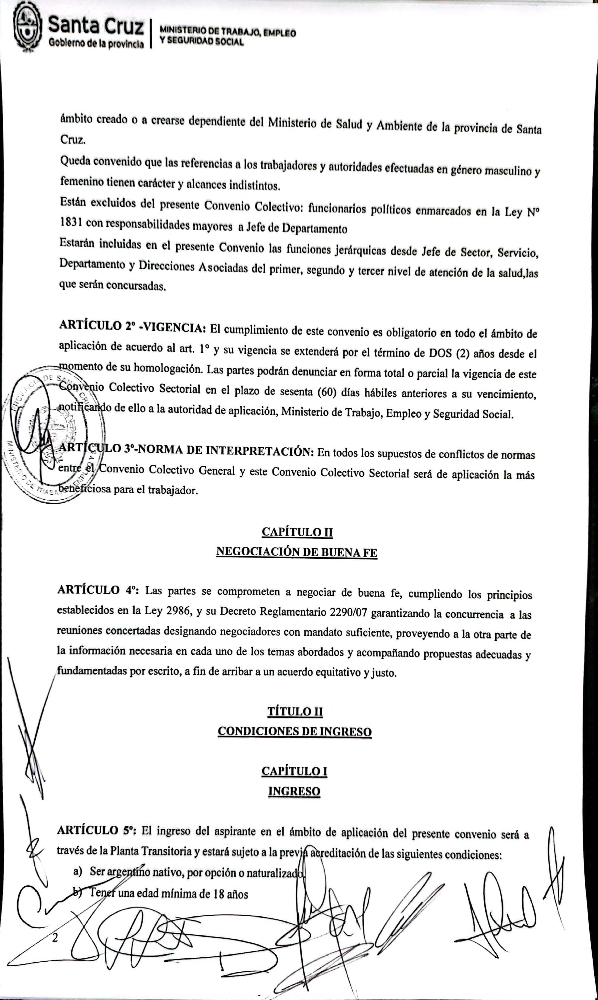 Santa Cruz
Gobierno de la provincia
MINISTERIO DE TRABAJO, EMPLEO
Y SEGURIDAD SOCIAL
ámbito creado o a crearse dependiente del Ministerio de Salud y Ambiente de la provincia de Santa
Cruz.
Queda convenido que las referencias a los trabajadores y autoridades efectuadas en género masculino y
femenino tienen carácter y alcances indistintos.
Están excluidos del presente Convenio Colectivo: funcionarios políticos enmarcados en la Ley Nº
1831 con responsabilidades mayores a Jefe de Departamento
Estarán incluidas en el presente Convenio las funciones jerárquicas desde Jefe de Sector, Servicio,
Departamento y Direcciones Asociadas del primer, segundo y tercer nivel de atención de la salud,las
que serán concursadas.
ARTÍCULO 2º -VIGENCIA: El cumplimiento de este convenio es obligatorio en todo el ámbito de
aplicación de acuerdo al art. 1° y su vigencia se extenderá por el término de DOS (2) años desde el
momento de su homologación. Las partes podrán denunciar en forma total o parcial la vigencia de este
Convenio Colectivo Sectorial en el plazo de sesenta (60) días hábiles anteriores a su vencimiento,
notificando de ello a la autoridad de aplicación, Ministerio de Trabajo, Empleo y Seguridad Social.
PROVINCIA DE SANTA CRUZ
MINISTERIO DE TRABAJO EMPLEO Y S
ARTÍCULO 3º-NORMA DE INTERPRETACIÓN: En todos los supuestos de conflictos de normas
entre el Convenio Colectivo General y este Convenio Colectivo Sectorial será de aplicación la más
beneficiosa para el trabajador.
CAPÍTULO II
NEGOCIACIÓN DE BUENA FE
ARTÍCULO 4º: Las partes se comprometen a negociar de buena fe, cumpliendo los principios
establecidos en la Ley 2986, y su Decreto Reglamentario 2290/07 garantizando la concurrencia a las
reuniones concertadas designando negociadores con mandato suficiente, proveyendo a la otra parte de
la información necesaria en cada uno de los temas abordados y acompañando propuestas adecuadas y
fundamentadas por escrito, a fin de arribar a un acuerdo equitativo y justo.
TÍTULO II
CONDICIONES DE INGRESO
CAPÍTULO I
INGRESO
ARTÍCULO 5º: El ingreso del aspirante en el ámbito de aplicación del presente convenio será a
través de la Planta Transitoria y estará sujeto a la previa acreditación de las siguientes condiciones:
a) Ser argentino nativo, por opción o naturalizado.
b) Tener una edad mínima de 18 años
2